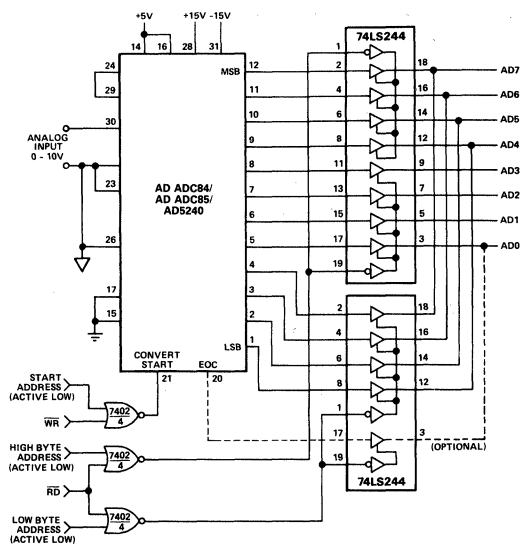 +5V
+15V -15V
14 16 28 31
74LS244
24
29
30
23
26
17
15
ANALOG
INPUT
0 - 10V
AD ADC84/
AD ADC85/
AD5240
MSB
LSB
12
11
10
9
8
7
6
5
4
3
2
1
CONVERT
START
EOC
21
20
1
2
4
6
8
11
13
15
17
19
18
16
14
12
9
7
5
3
AD7
AD6
AD5
AD4
AD3
AD2
AD1
AD0
2
4
6
8
1
17
19
18
16
14
12
3
(OPTIONAL)
74LS244
START
ADDRESS
(ACTIVE LOW)
WR
7402
4
HIGH BYTE
ADDRESS
(ACTIVE LOW)
7402
4
RD
LOW BYTE
ADDRESS
(ACTIVE LOW)
7402
4